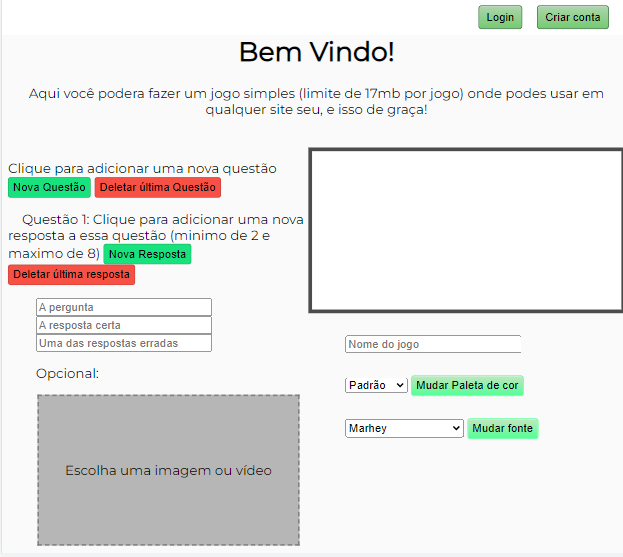 Login Criar conta
Bem Vindo!
Aqui você podera fazer um jogo simples (limite de 17mb por jogo) onde podes usar em
qualquer site seu, e isso de graça!
Clique para adicionar uma nova questão
Nova Questão Deletar última Questão
Questão 1: Clique para adicionar uma nova
resposta a essa questão (minimo de 2 e
maximo de 8) Nova Resposta
Deletar última resposta
A pergunta
A resposta certa
Uma das respostas erradas
Opcional:
Escolha uma imagem ou vídeo
Nome do jogo
Padrão Mudar Paleta de cor
Marhey Mudar fonte